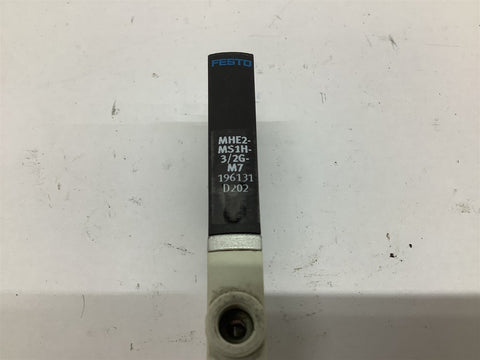 FESTO
MHE2-
MS1H-
3/2G-
M7
196131
D202